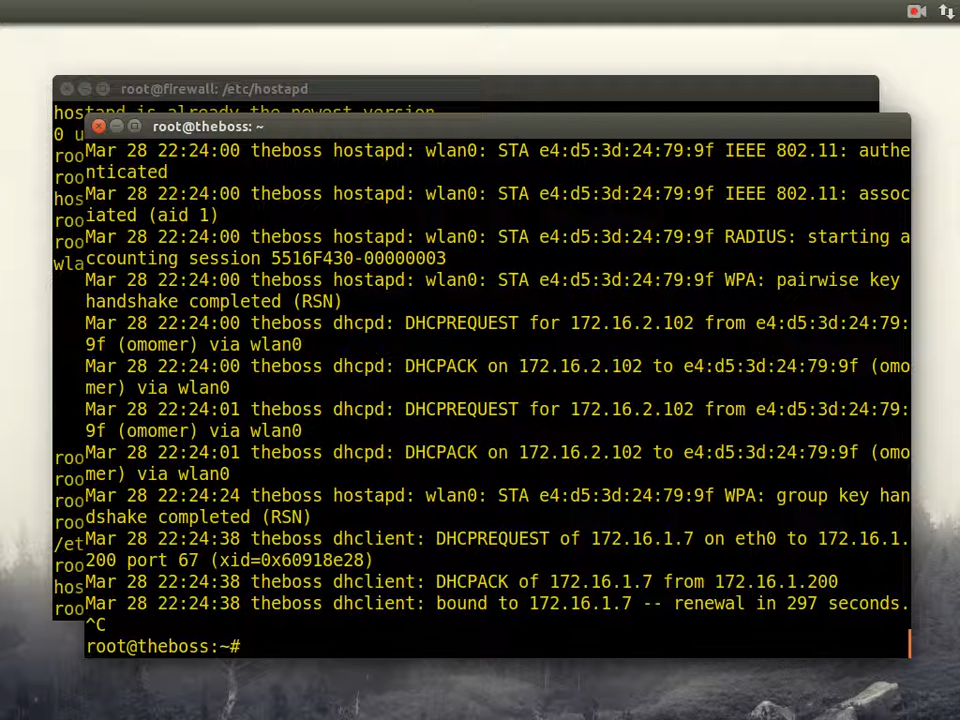 root@firewall: /etc/hostapd
hostapd is already the newest version
0 u
root@theboss: ~
roo
roo
hos
roo
roo
wla
roo
roo
roo
roo
/et
roo
hos
roo
Mar 28 22:24:00 theboss hostapd: wlan0: STA e4:d5:3d:24:79:9f IEEE 802.11: authe
nticated
Mar 28 22:24:00 theboss hostapd: wlan0: STA e4:d5:3d:24:79:9f IEEE 802.11: assoc
iated (aid 1)
Mar 28 22:24:00 theboss hostapd: wlan0: STA e4:d5:3d:24:79:9f RADIUS: starting a
ccounting session 5516F430-00000003
Mar 28 22:24:00 theboss hostapd: wlan0: STA e4:d5:3d:24:79:9f WPA: pairwise key
handshake completed (RSN)
Mar 28 22:24:00 theboss dhcpd: DHCPREQUEST for 172.16.2.102 from e4:d5:3d:24:79:
9f (omomer) via wlan0
Mar 28 22:24:00 theboss dhcpd: DHCPACK on 172.16.2.102 to e4:d5:3d:24:79:9f (omo
mer) via wlan0
Mar 28 22:24:01 theboss dhcpd: DHCPREQUEST for 172.16.2.102 from e4:d5:3d:24:79:
9f (omomer) via wlan0
Mar 28 22:24:01 theboss dhcpd: DHCPACK on 172.16.2.102 to e4:d5:3d:24:79:9f (omo
mer) via wlan0
Mar 28 22:24:24 theboss hostapd: wlan0: STA e4:d5:3d:24:79:9f WPA: group key han
dshake completed (RSN)
Mar 28 22:24:38 theboss dhclient: DHCPREQUEST of 172.16.1.7 on eth0 to 172.16.1.
200 port 67 (xid=0x60918e28)
Mar 28 22:24:38 theboss dhclient: DHCPACK of 172.16.1.7 from 172.16.1.200
Mar 28 22:24:38 theboss dhclient: bound to 172.16.1.7 -- renewal in 297 seconds.
^C
root@theboss:~#